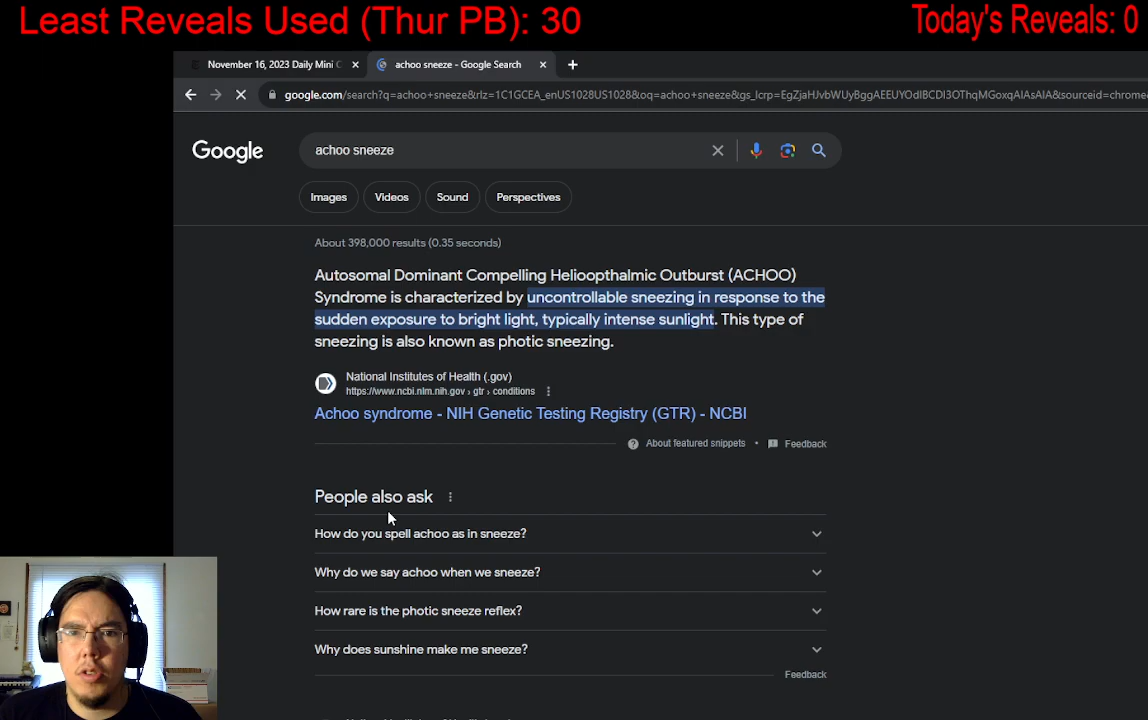 Least Reveals Used (Thur PB): 30
Today's Reveals: 0
November 16, 2023 Daily Mini C
achoo sneeze - Google Search
google.com/search?q=achoo+sneeze&rlz=1C1GCEA_enUS1028US1028&oq=achoo+sneeze&gs_lcrp=EgZjaHJvbWUyBggAEEUYOdIBCDI3OThqMGoxqAIAsAIA&sourceid=chrome
Google
achoo sneeze
Images
Videos
Sound
Perspectives
About 398,000 results (0.35 seconds)
Autosomal Dominant Compelling Helioopthalmic Outburst (ACHOO)
Syndrome is characterized by uncontrollable sneezing in response to the
sudden exposure to bright light, typically intense sunlight. This type of
sneezing is also known as photic sneezing.
National Institutes of Health (.gov)
https://www.ncbi.nlm.nih.gov › gtr › conditions
Achoo syndrome - NIH Genetic Testing Registry (GTR) - NCBI
About featured snippets • Feedback
People also ask
How do you spell achoo as in sneeze?
Why do we say achoo when we sneeze?
How rare is the photic sneeze reflex?
Why does sunshine make me sneeze?
Feedback